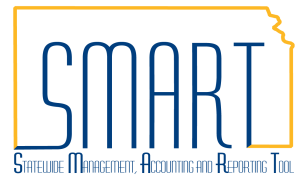 SMART
STATEWIDE MANAGEMENT, ACCOUNTING AND REPORTING TOOL